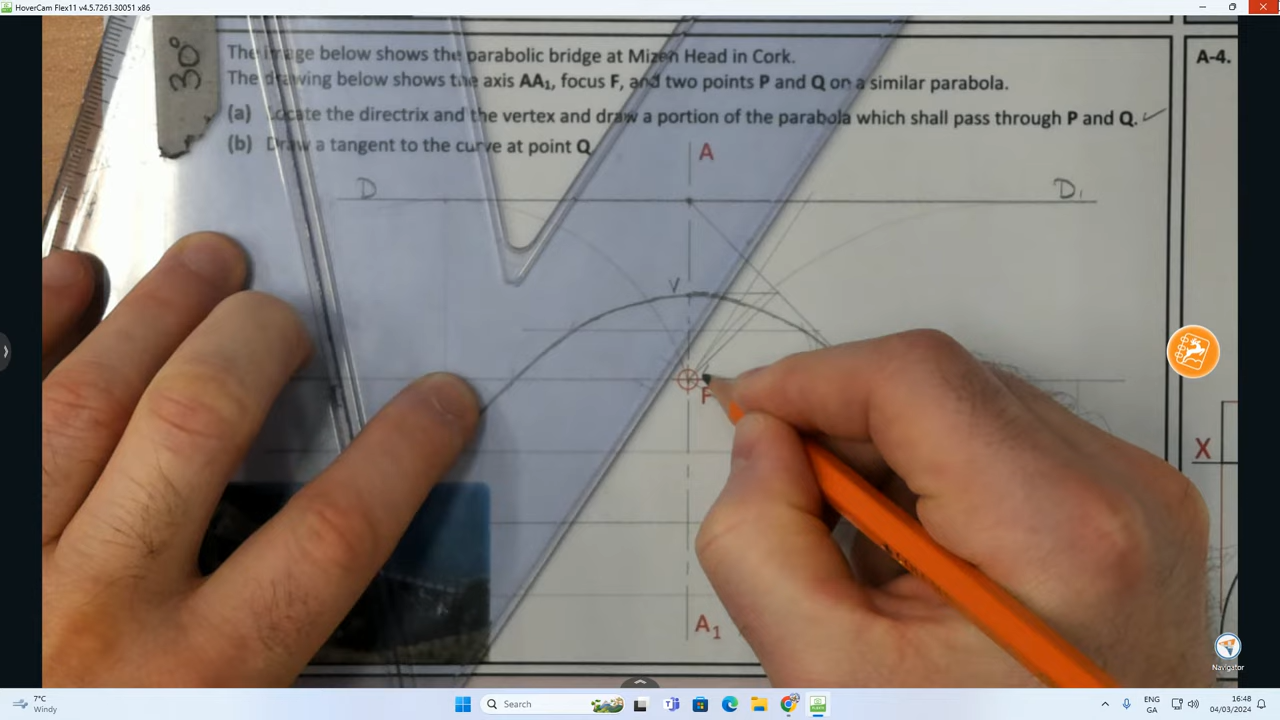 HoverCam Flex11 v4.5.7261.30051 x86
30°
The image below shows the parabolic bridge at Mizen Head in Cork.
The drawing below shows the axis AA₁, focus F, and two points P and Q on a similar parabola.
(a) Locate the directrix and the vertex and draw a portion of the parabola which shall pass through P and Q.
(b) Draw a tangent to the curve at point Q
A-4.
A
D
D₁
V
F
X
A₁
Navigator
7°C
Windy
Search
ENG
GA
16:48
04/03/2024